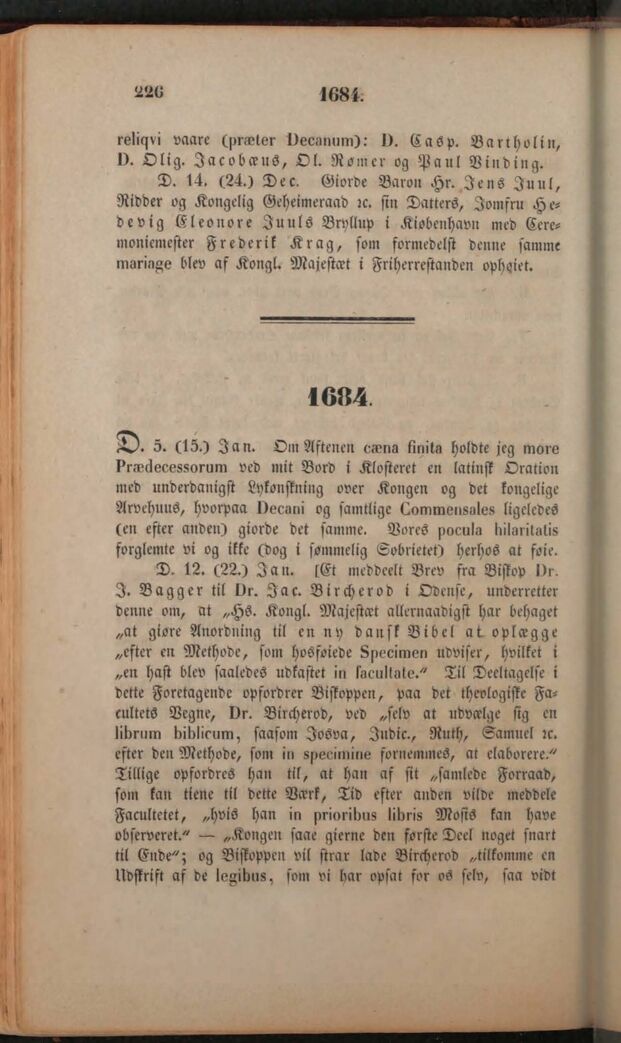 226
1684.
reliqvi vaare (præter Decanum): D. Casp. Bartholin,
D. Olig. Jacobæus, Ol. Rømer og Paul Vinding.
D. 14. (24.) Dec. Giorde Baron Hr. Jens Juul,
Ridder og Kongelig Geheimeraad ꝛc. sin Datters, Jomfru He-
devig Eleonore Juuls Bryllup i Kiøbenhavn med Cere-
moniemester Frederik Krag, som formedelst denne samme
mariage blev af Kongl. Majestæt i Friherrestanden ophøiet.
1684.
D. 5. (15.) Jan. Om Aftenen cæna finita holdte jeg more
Prædecessorum ved mit Bord i Klosteret en latinsk Oration
med underdanigst Lykønskning over Kongen og det kongelige
Arvehuus, hvorpaa Decani og samtlige Commensales ligeledes
(en efter anden) giorde det samme. Vores pocula hilaritatis
forglemte vi og ikke (dog i sømmelig Sobrietet) herhos at føie.
D. 12. (22.) Jan. [Et meddeelt Brev fra Biskop Dr.
J. Bagger til Dr. Jac. Bircherod i Odense, underretter
denne om, at „Hs. Kongl. Majestæt allernaadigst har behaget
„at giøre Anordning til en ny dansk Bibel at oplægge
„efter en Methode, som hosføiede Specimen udviser, hvilket i
„en hast blev saaledes udkastet in facultate.“ Til Deeltagelse i
dette Foretagende opfordrer Biskoppen, paa det theologiske Fa-
cultets Vegne, Dr. Bircherod, ved „selv at udvælge sig en
librum biblicum, saasom Josva, Judic., Ruth, Samuel ꝛc.
efter den Methode, som in specimine fornemmes, at elaborere.“
Tillige opfordres han til, at han af sit „samlede Forraad,
som kan tiene til dette Værk, Tid efter anden vilde meddele
Facultetet, „hvis han in prioribus libris Mosis kan have
observeret.“ — „Kongen saae gierne den første Deel noget snart
til Ende“; og Biskoppen vil strax lade Bircherod „tilkomme en
Udskrift af de legibus, som vi har opsat for os selv, saa vidt